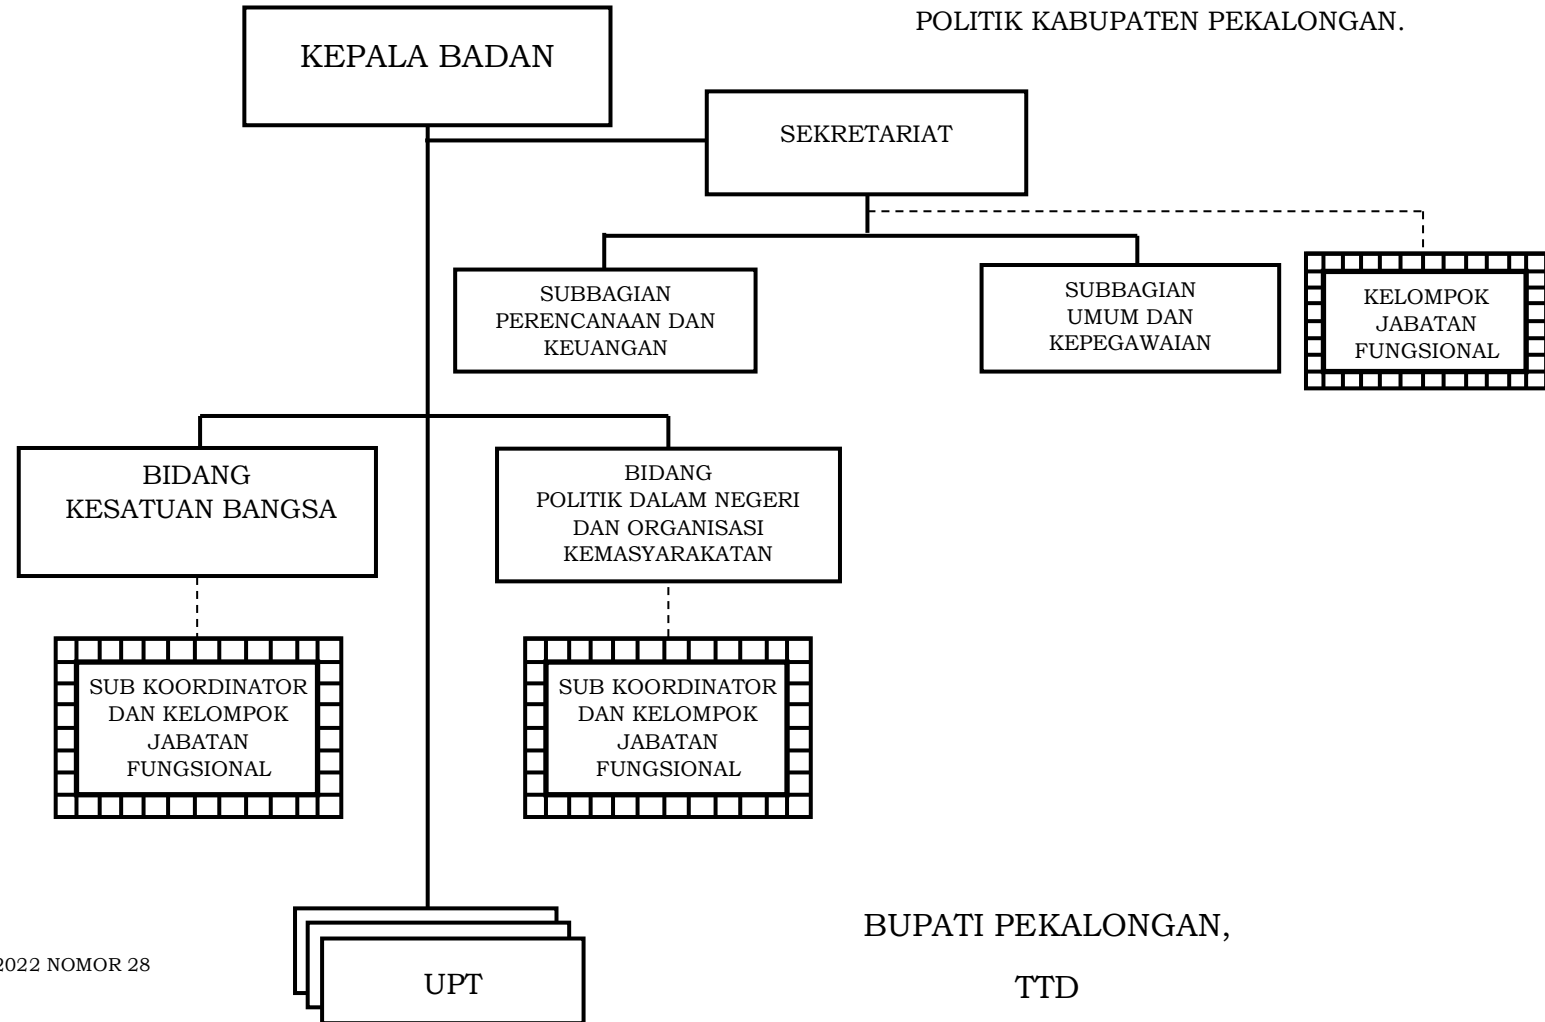 POLITIK KABUPATEN PEKALONGAN.
KEPALA BADAN
SEKRETARIAT
SUBBAGIAN
PERENCANAAN DAN
KEUANGAN
SUBBAGIAN
UMUM DAN
KEPEGAWAIAN
KELOMPOK
JABATAN
FUNGSIONAL
BIDANG
KESATUAN BANGSA
BIDANG
POLITIK DALAM NEGERI
DAN ORGANISASI
KEMASYARAKATAN
SUB KOORDINATOR
DAN KELOMPOK
JABATAN
FUNGSIONAL
SUB KOORDINATOR
DAN KELOMPOK
JABATAN
FUNGSIONAL
UPT
BUPATI PEKALONGAN,
TTD
2022 NOMOR 28